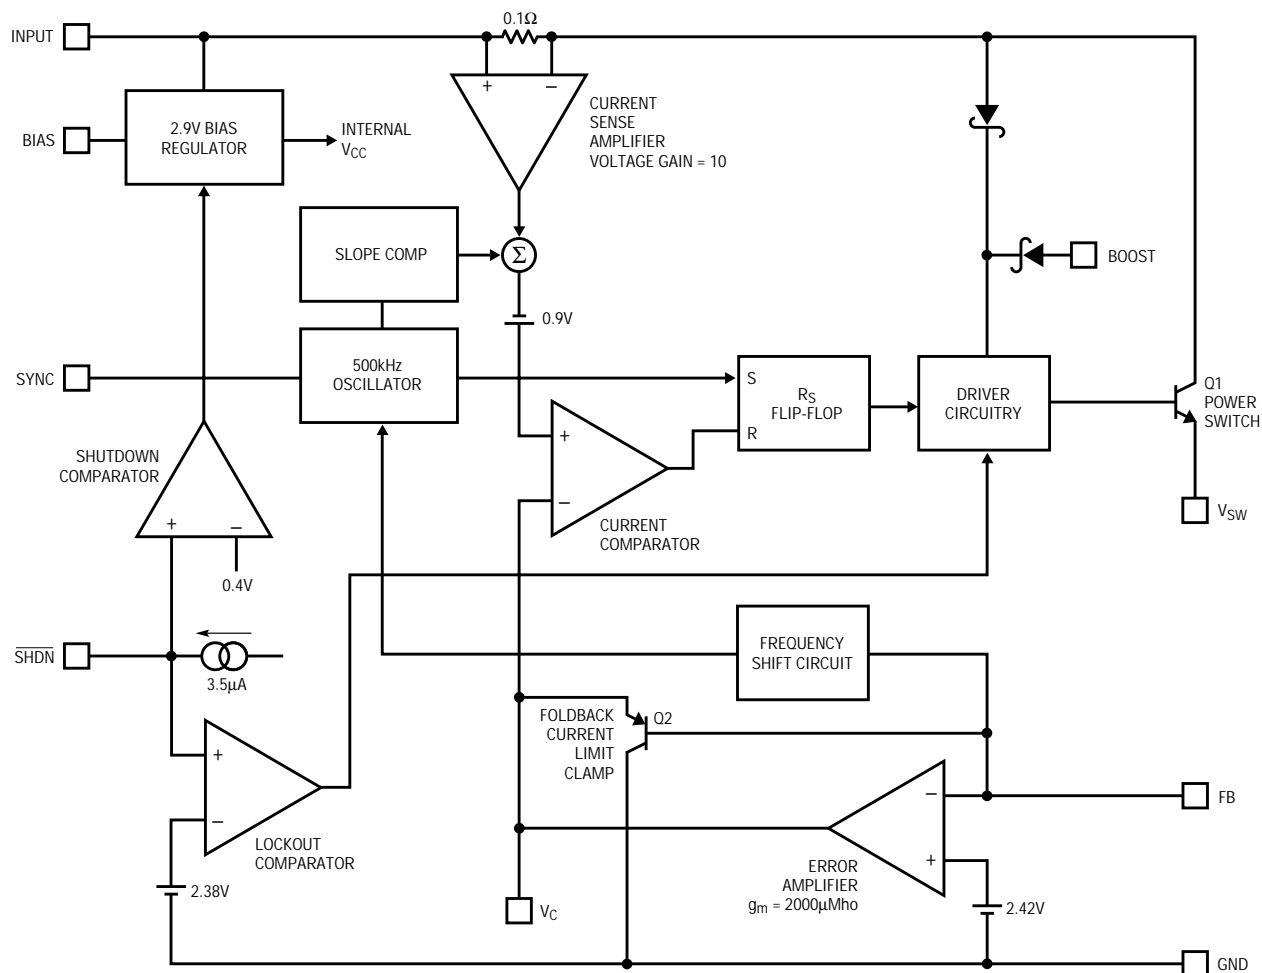 INPUT
0.1Ω
+
–
CURRENT
SENSE
AMPLIFIER
VOLTAGE GAIN = 10
BIAS
2.9V BIAS
REGULATOR
INTERNAL
VCC
SLOPE COMP
Σ
BOOST
0.9V
SYNC
500kHz
OSCILLATOR
S
R
RS
FLIP-FLOP
DRIVER
CIRCUITRY
Q1
POWER
SWITCH
SHUTDOWN
COMPARATOR
+
–
0.4V
+
–
CURRENT
COMPARATOR
VSW
SHDN
3.5µA
FREQUENCY
SHIFT CIRCUIT
FOLDBACK
CURRENT
LIMIT
CLAMP
Q2
+
–
LOCKOUT
COMPARATOR
2.38V
–
+
FB
ERROR
AMPLIFIER
gm = 2000µMho
2.42V
VC
GND